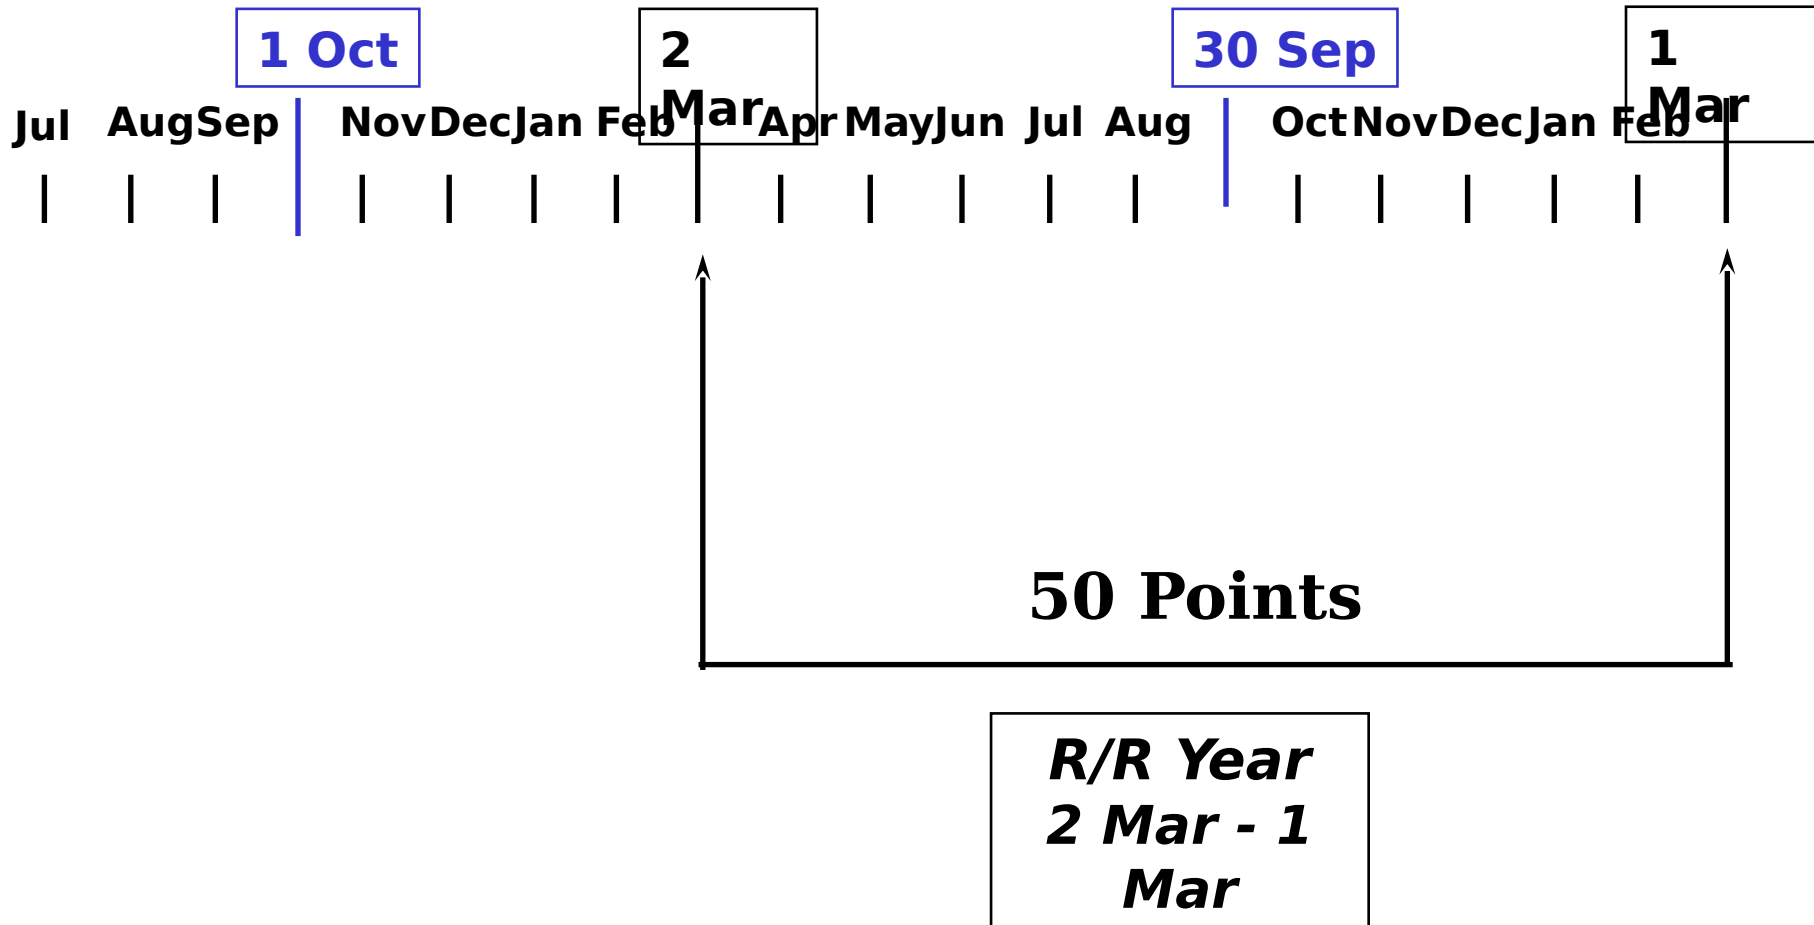 1 Oct
2
Mar
30 Sep
1
Mar
Jul Aug Sep Nov Dec Jan Feb Apr May Jun Jul Aug Oct Nov Dec Jan Feb
50 Points
R/R Year
2 Mar - 1
Mar